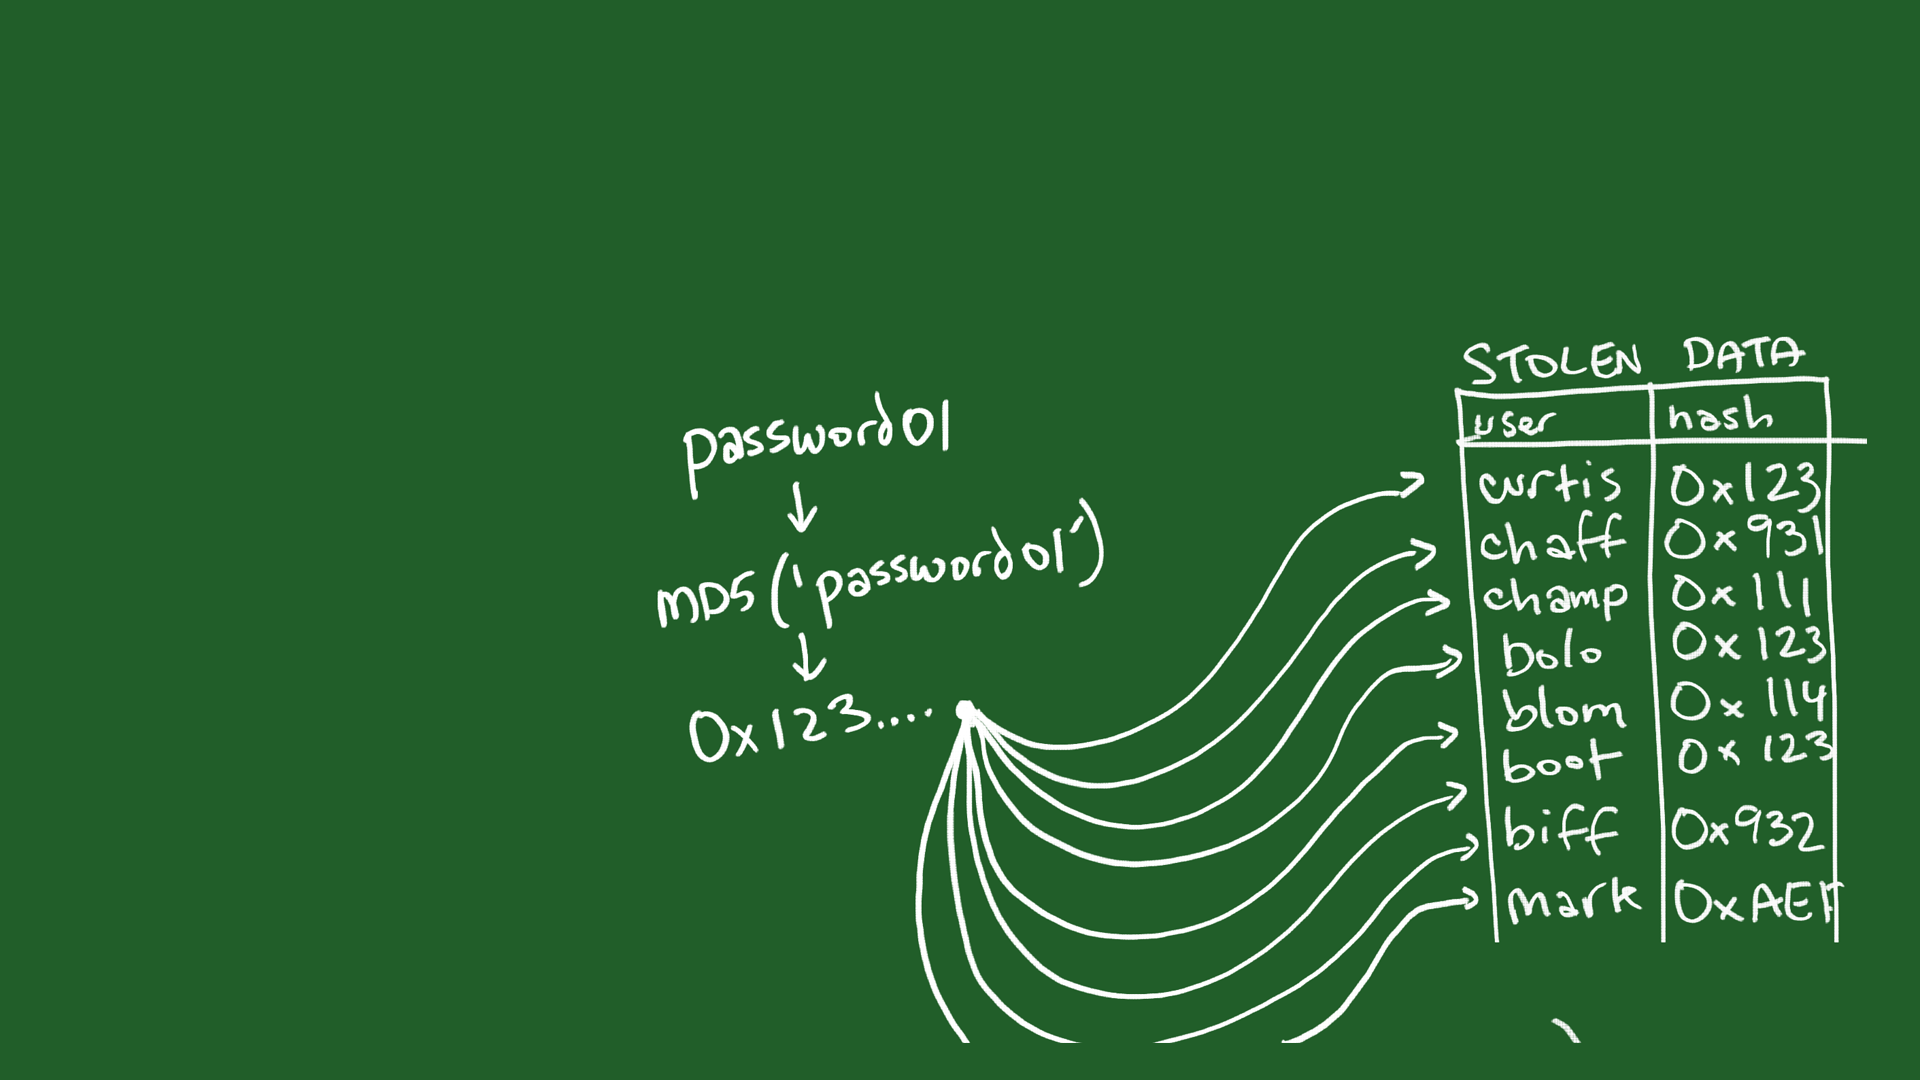 STOLEN DATA
user hash
curtis 0x123
chaff 0x931
champ 0x111
bolo 0x123
blom 0x114
boot 0x123
biff 0x932
mark 0xAEF
password01
MD5('password01')
0x123....